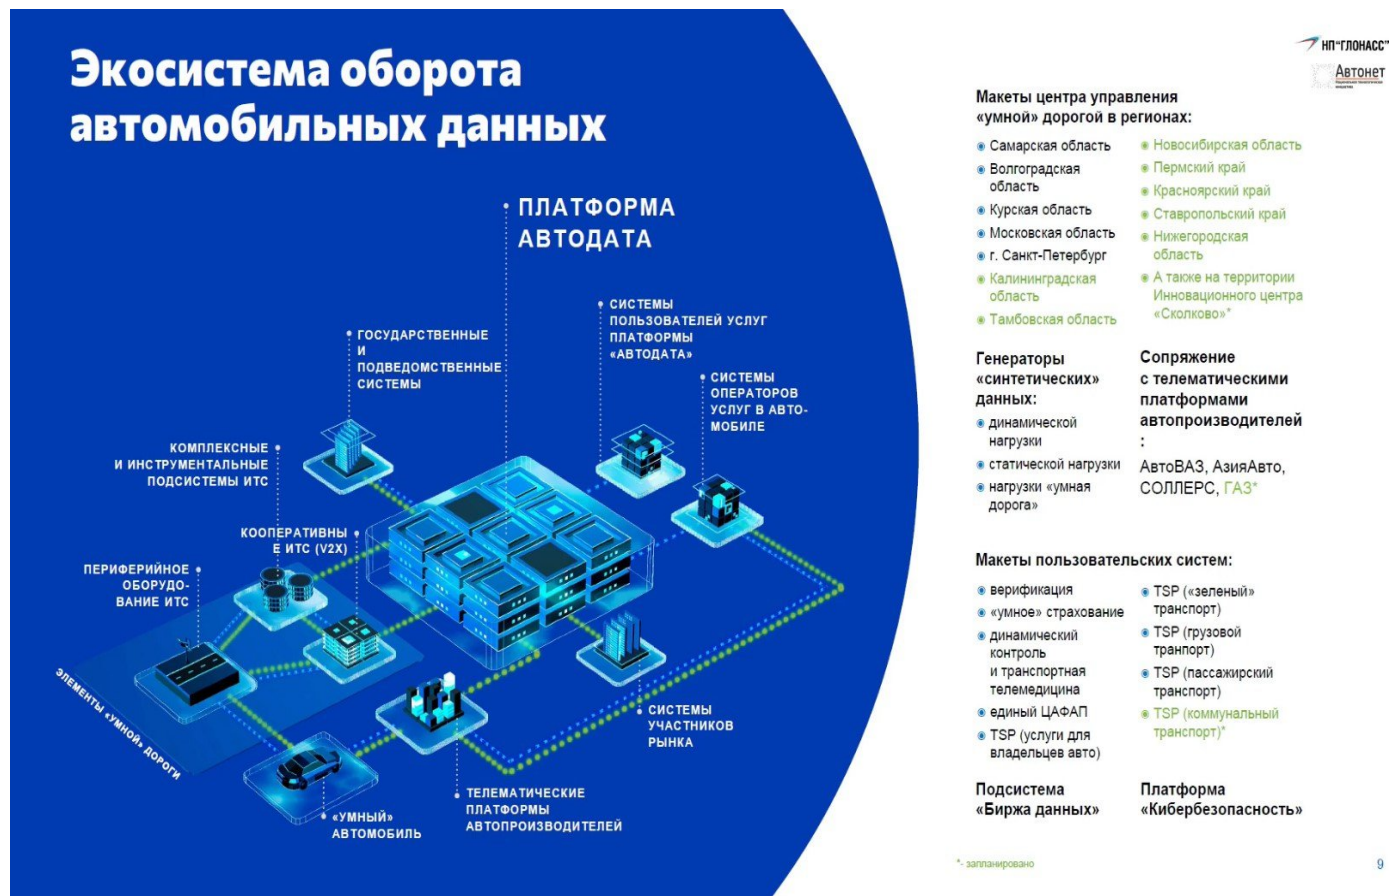 Экосистема оборота
автомобильных данных
ПЛАТФОРМА
АВТОДАТА
СИСТЕМЫ
ПОЛЬЗОВАТЕЛЕЙ УСЛУГ
ПЛАТФОРМЫ
«АВТОДАТА»
ГОСУДАРСТВЕННЫЕ
И
ПОДВЕДОМСТВЕННЫЕ
СИСТЕМЫ
СИСТЕМЫ
ОПЕРАТОРОВ
УСЛУГ В АВТО-
МОБИЛЕ
КОМПЛЕКСНЫЕ
И ИНСТРУМЕНТАЛЬНЫЕ
ПОДСИСТЕМЫ ИТС
КООПЕРАТИВНЫ
Е ИТС (V2X)
ПЕРИФЕРИЙНОЕ
ОБОРУДО-
ВАНИЕ ИТС
ЭЛЕМЕНТЫ «УМНОЙ» ДОРОГИ
СИСТЕМЫ
УЧАСТНИКОВ
РЫНКА
ТЕЛЕМАТИЧЕСКИЕ
ПЛАТФОРМЫ
АВТОПРОИЗВОДИТЕЛЕЙ
«УМНЫЙ»
АВТОМОБИЛЬ
НП“ГЛОНАСС”
Автонет
Макеты центра управления
«умной» дорогой в регионах:
Самарская область
Волгоградская
область
Курская область
Московская область
г. Санкт-Петербург
Калининградская
область
Тамбовская область
Новосибирская область
Пермский край
Красноярский край
Ставропольский край
Нижегородская
область
А также на территории
Инновационного центра
«Сколково»*
Генераторы
«синтетических»
данных:
динамической
нагрузки
статической нагрузки
нагрузки «умная
дорога»
Сопряжение
с телематическими
платформами
автопроизводителей
:
АвтоВАЗ, АзияАвто,
СОЛЛЕРС, ГАЗ*
Макеты пользовательских систем:
верификация
«умное» страхование
динамический
контроль
и транспортная
телемедицина
единый ЦАФАП
TSP (услуги для
владельцев авто)
TSP («зеленый»
транспорт)
TSP (грузовой
транпорт)
TSP (пассажирский
транспорт)
TSP (коммунальный
транспорт)*
Подсистема
«Биржа данных»
Платформа
«Кибербезопасность»
*- запланировано
9